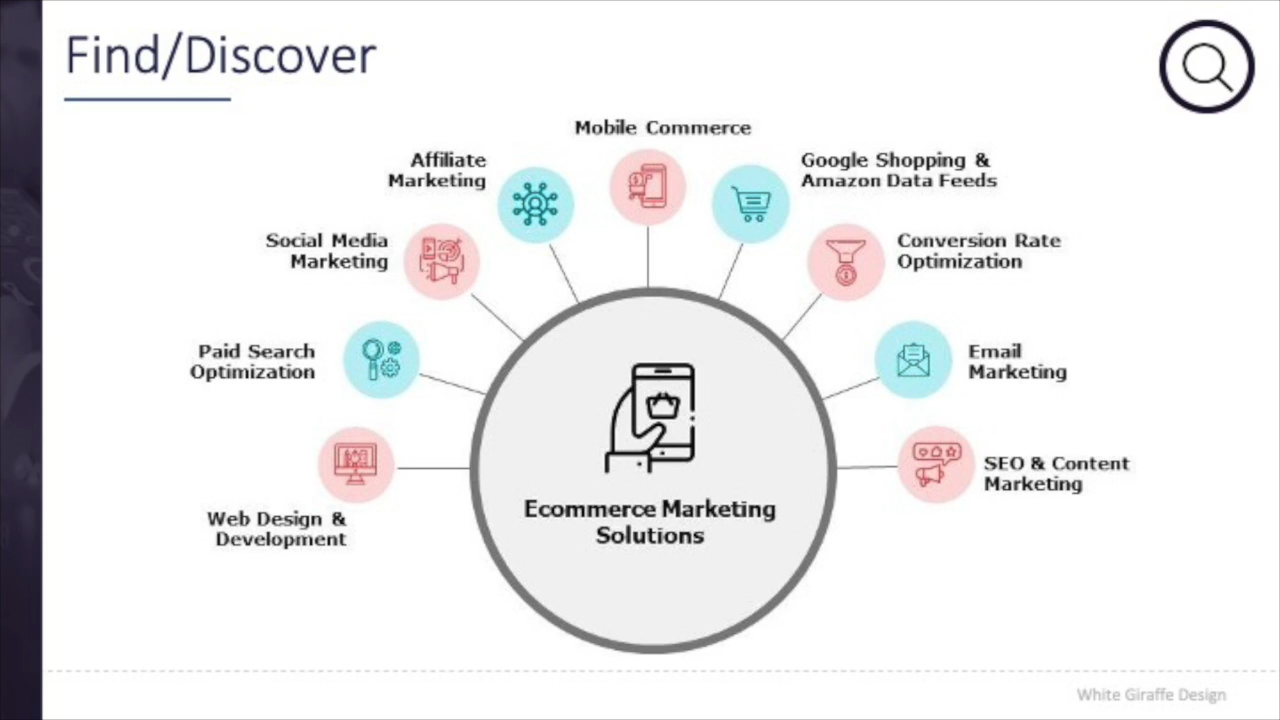 Find/Discover
Mobile Commerce
Affiliate
Marketing
Google Shopping &
Amazon Data Feeds
Social Media
Marketing
Conversion Rate
Optimization
Paid Search
Optimization
Email
Marketing
SEO & Content
Marketing
Web Design &
Development
Ecommerce Marketing
Solutions
White Giraffe Design